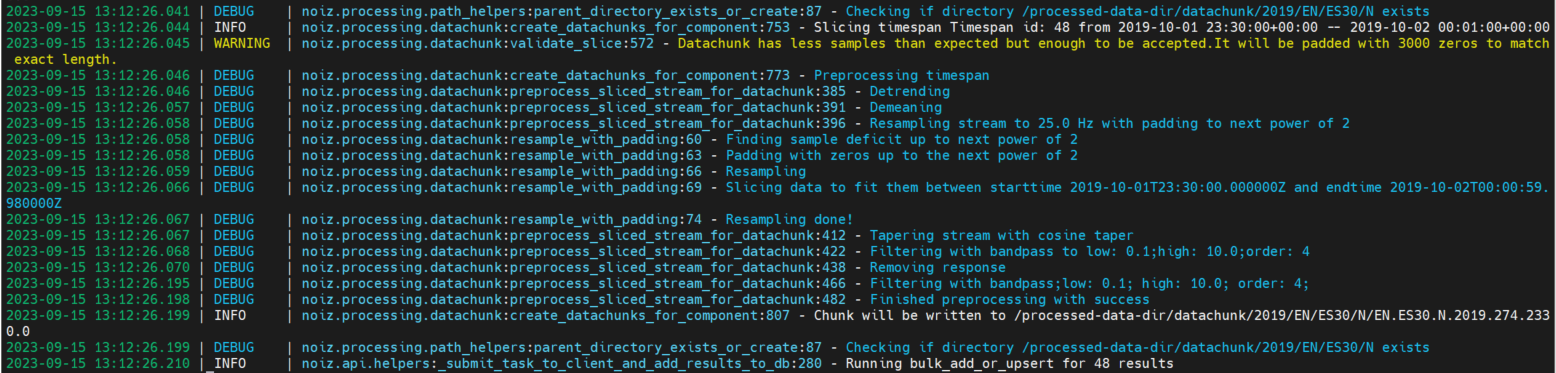 2023-09-15 13:12:26.041 | DEBUG    | noiz.processing.path_helpers:parent_directory_exists_or_create:87 - Checking if directory /processed-data-dir/datachunk/2019/EN/ES30/N exists
2023-09-15 13:12:26.044 | INFO     | noiz.processing.datachunk:create_datachunks_for_component:753 - Slicing timespan Timespan id: 48 from 2019-10-01 23:30:00+00:00 -- 2019-10-02 00:01:00+00:00
2023-09-15 13:12:26.045 | WARNING  | noiz.processing.datachunk:validate_slice:572 - Datachunk has less samples than expected but enough to be accepted.It will be padded with 3000 zeros to match
exact length.
2023-09-15 13:12:26.046 | DEBUG    | noiz.processing.datachunk:create_datachunks_for_component:773 - Preprocessing timespan
2023-09-15 13:12:26.046 | DEBUG    | noiz.processing.datachunk:preprocess_sliced_stream_for_datachunk:385 - Detrending
2023-09-15 13:12:26.057 | DEBUG    | noiz.processing.datachunk:preprocess_sliced_stream_for_datachunk:391 - Demeaning
2023-09-15 13:12:26.058 | DEBUG    | noiz.processing.datachunk:preprocess_sliced_stream_for_datachunk:396 - Resampling stream to 25.0 Hz with padding to next power of 2
2023-09-15 13:12:26.058 | DEBUG    | noiz.processing.datachunk:resample_with_padding:60 - Finding sample deficit up to next power of 2
2023-09-15 13:12:26.058 | DEBUG    | noiz.processing.datachunk:resample_with_padding:63 - Padding with zeros up to the next power of 2
2023-09-15 13:12:26.059 | DEBUG    | noiz.processing.datachunk:resample_with_padding:66 - Resampling
2023-09-15 13:12:26.066 | DEBUG    | noiz.processing.datachunk:resample_with_padding:69 - Slicing data to fit them between starttime 2019-10-01T23:30:00.000000Z and endtime 2019-10-02T00:00:59.
980000Z
2023-09-15 13:12:26.067 | DEBUG    | noiz.processing.datachunk:resample_with_padding:74 - Resampling done!
2023-09-15 13:12:26.067 | DEBUG    | noiz.processing.datachunk:preprocess_sliced_stream_for_datachunk:412 - Tapering stream with cosine taper
2023-09-15 13:12:26.068 | DEBUG    | noiz.processing.datachunk:preprocess_sliced_stream_for_datachunk:422 - Filtering with bandpass to low: 0.1;high: 10.0;order: 4
2023-09-15 13:12:26.070 | DEBUG    | noiz.processing.datachunk:preprocess_sliced_stream_for_datachunk:438 - Removing response
2023-09-15 13:12:26.195 | DEBUG    | noiz.processing.datachunk:preprocess_sliced_stream_for_datachunk:466 - Filtering with bandpass;low: 0.1; high: 10.0; order: 4;
2023-09-15 13:12:26.198 | DEBUG    | noiz.processing.datachunk:preprocess_sliced_stream_for_datachunk:482 - Finished preprocessing with success
2023-09-15 13:12:26.199 | INFO     | noiz.processing.datachunk:create_datachunks_for_component:807 - Chunk will be written to /processed-data-dir/datachunk/2019/EN/ES30/N/EN.ES30.N.2019.274.233
0.0
2023-09-15 13:12:26.199 | DEBUG    | noiz.processing.path_helpers:parent_directory_exists_or_create:87 - Checking if directory /processed-data-dir/datachunk/2019/EN/ES30/N exists
2023-09-15 13:12:26.210 | INFO     | noiz.api.helpers:_submit_task_to_client_and_add_results_to_db:280 - Running bulk_add_or_upsert for 48 results